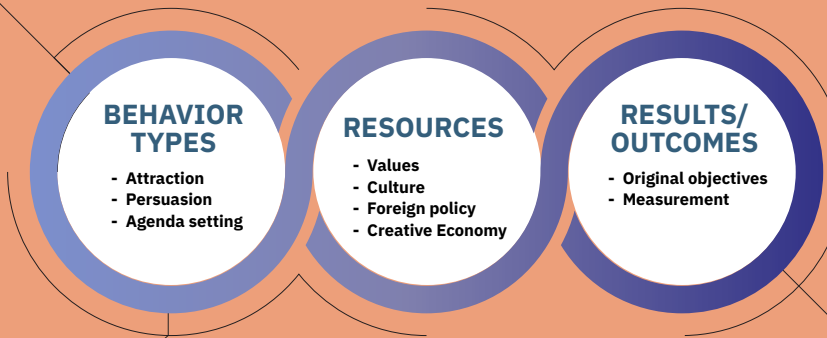 BEHAVIOR
TYPES
- Attraction
- Persuasion
- Agenda setting
RESOURCES
- Values
- Culture
- Foreign policy
- Creative Economy
RESULTS/
OUTCOMES
- Original objectives
- Measurement